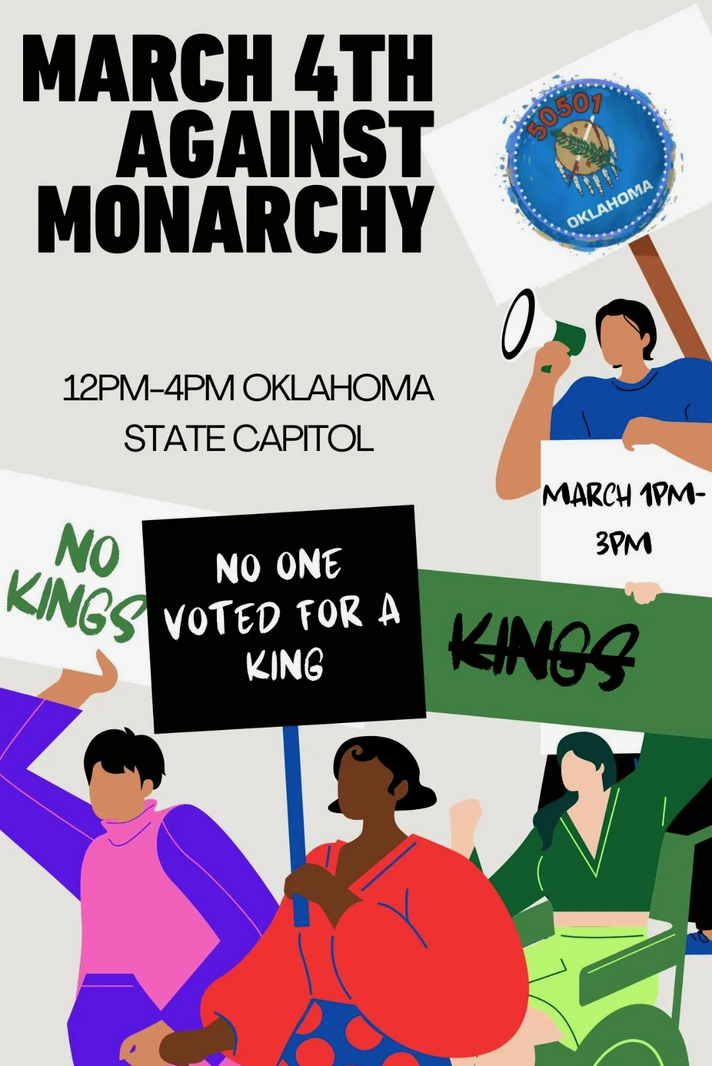 MARCH 4TH
AGAINST
MONARCHY
50501
OKLAHOMA
12PM-4PM OKLAHOMA
STATE CAPITOL
MARCH 1PM-
3PM
NO
KINGS
NO ONE
VOTED FOR A
KING
KINGS